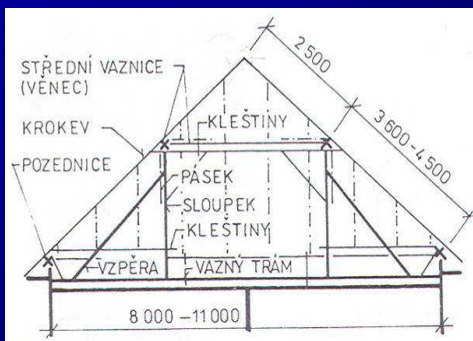 2 500
STŘEDNÍ VAZNICE
(VĚNEC)
3 600-4 500
KLEŠTINY
KROKEV
POZEDNICE
PÁSEK
SLOUPEK
KLEŠTINY
VZPĚRA
VAZNÝ TRÁM
8 000-11 000